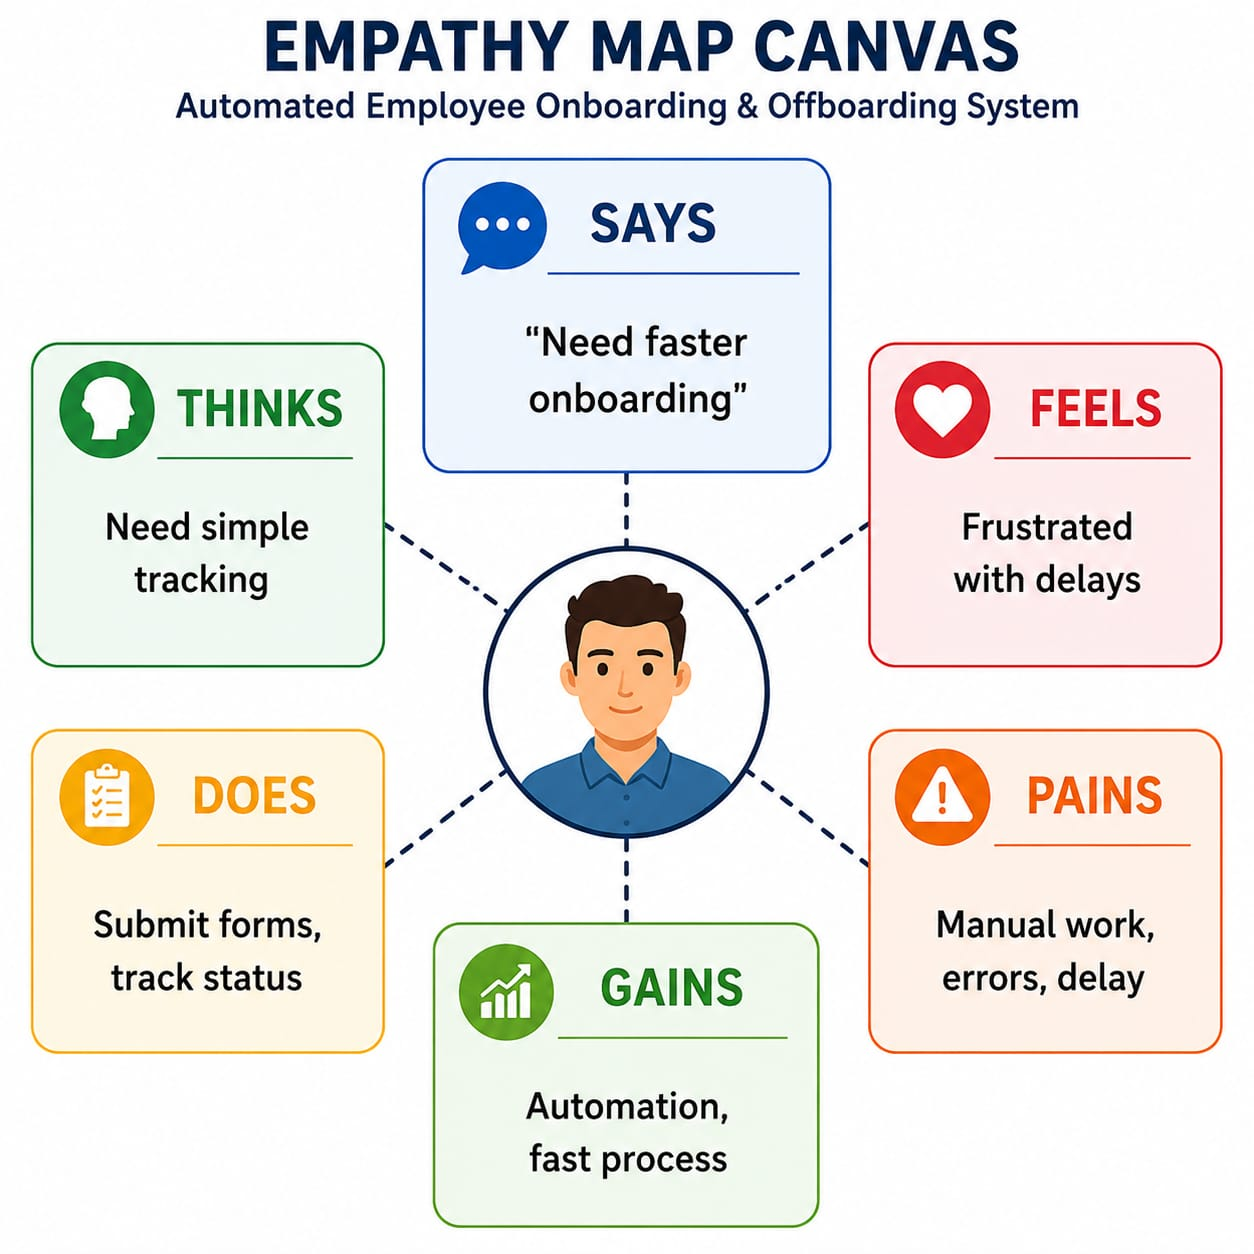 EMPATHY MAP CANVAS
Automated Employee Onboarding & Offboarding System
SAYS
“Need faster
onboarding”
THINKS
Need simple
tracking
FEELS
Frustrated
with delays
DOES
Submit forms,
track status
PAINS
Manual work,
errors, delay
GAINS
Automation,
fast process